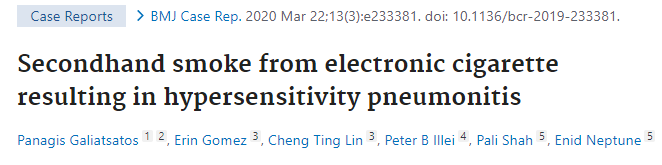 Case Reports > BMJ Case Rep. 2020 Mar 22;13(3):e233381. doi: 10.1136/bcr-2019-233381.
Secondhand smoke from electronic cigarette
resulting in hypersensitivity pneumonitis
Panagis Galiatsatos 1 2, Erin Gomez 3, Cheng Ting Lin 3, Peter B Illei 4, Pali Shah 5, Enid Neptune 5